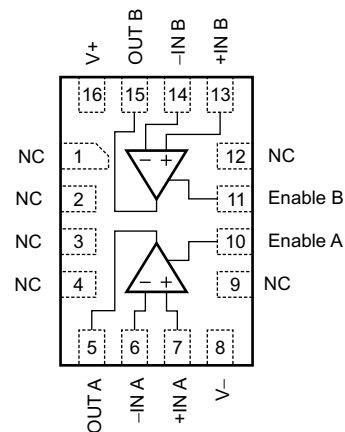 V+
OUT B
–IN B
+IN B
16
15
14
13
NC
1
– +
12
NC
NC
2
11
Enable B
NC
3
10
Enable A
NC
4
– +
9
NC
5
6
7
8
OUT A
–IN A
+IN A
V–